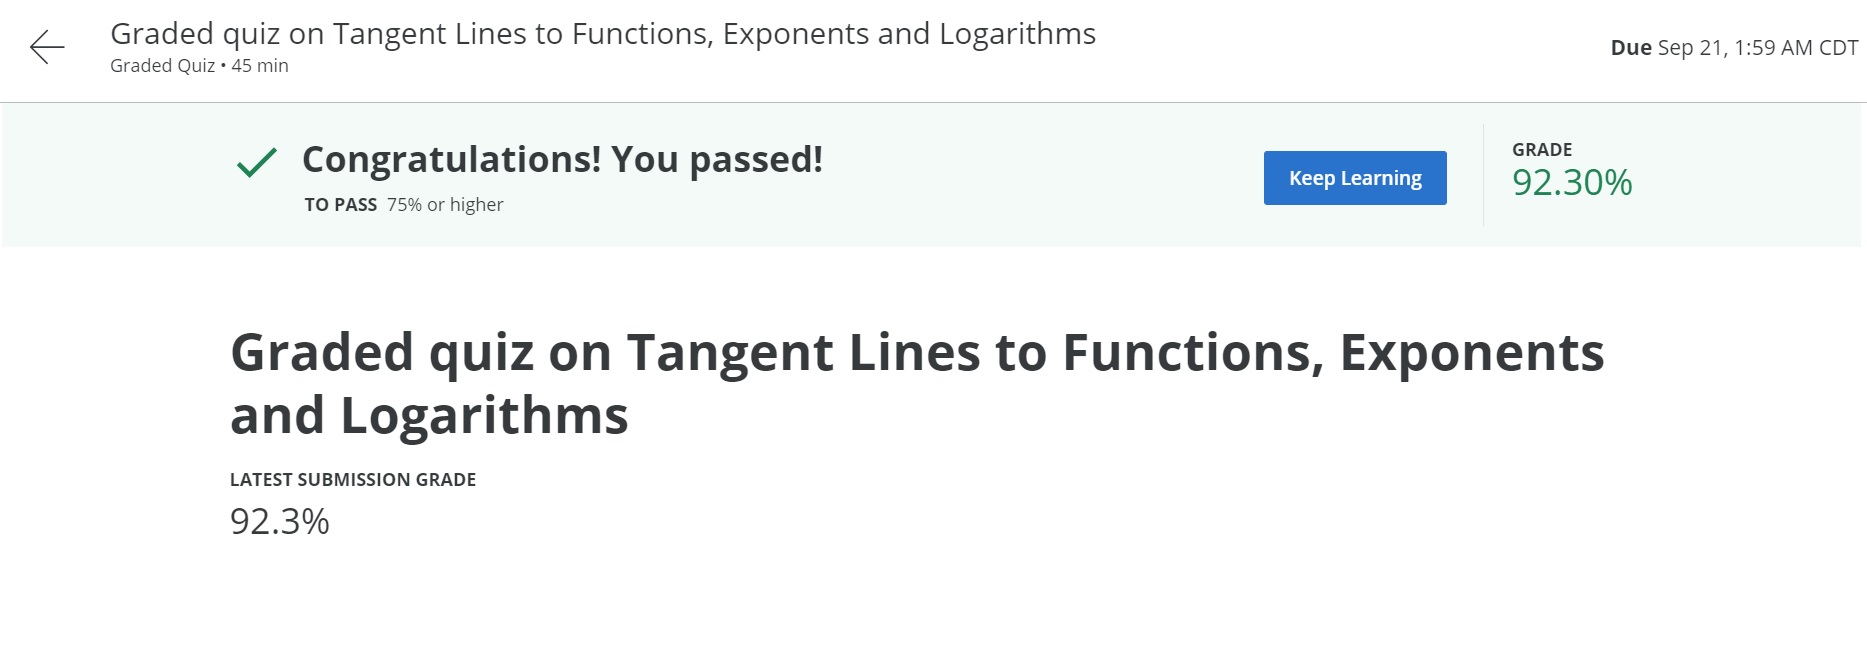 Graded quiz on Tangent Lines to Functions, Exponents and Logarithms
Graded Quiz • 45 min
Due Sep 21, 1:59 AM CDT
Congratulations! You passed!
TO PASS 75% or higher
Keep Learning
GRADE
92.30%
Graded quiz on Tangent Lines to Functions, Exponents
and Logarithms
LATEST SUBMISSION GRADE
92.3%